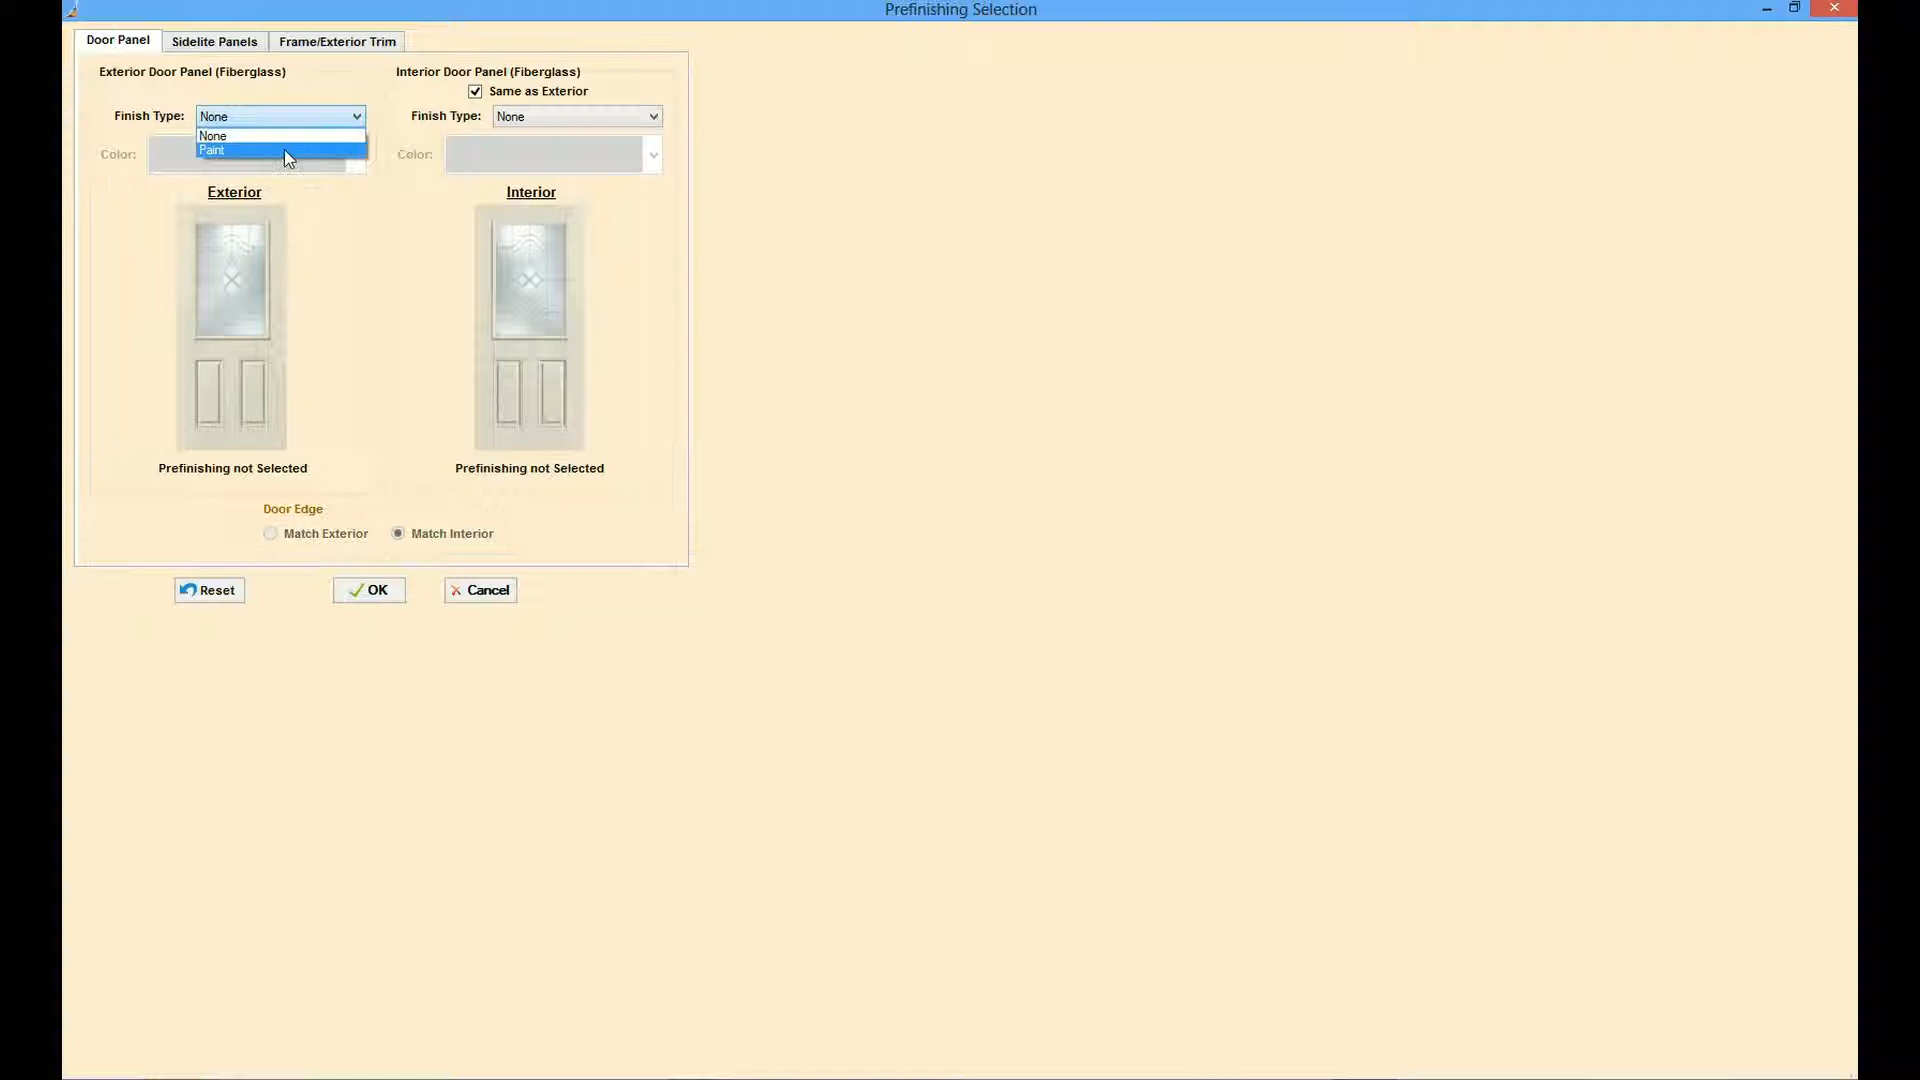 Prefinishing Selection
Door Panel
Sidelite Panels
Frame/Exterior Trim
Exterior Door Panel (Fiberglass)
Interior Door Panel (Fiberglass)
Same as Exterior
Finish Type:
None
Finish Type:
None
None
Paint
Color:
Color:
Exterior
Interior
Prefinishing not Selected
Prefinishing not Selected
Door Edge
Match Exterior
Match Interior
Reset
OK
Cancel